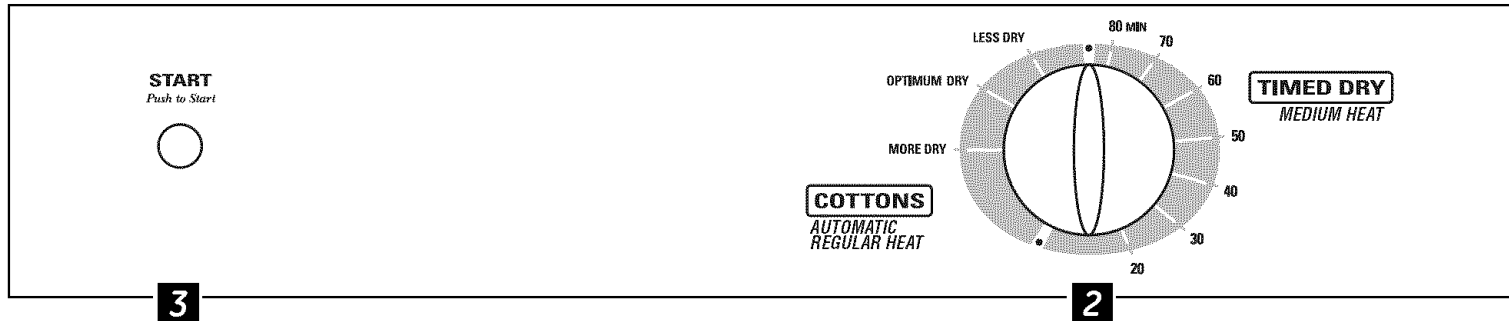 START
Push to Start
3
LESS DRY
OPTIMUM DRY
MORE DRY
COTTONS
AUTOMATIC
REGULAR HEAT
80 MIN
70
60
50
40
30
20
TIMED DRY
MEDIUM HEAT
2